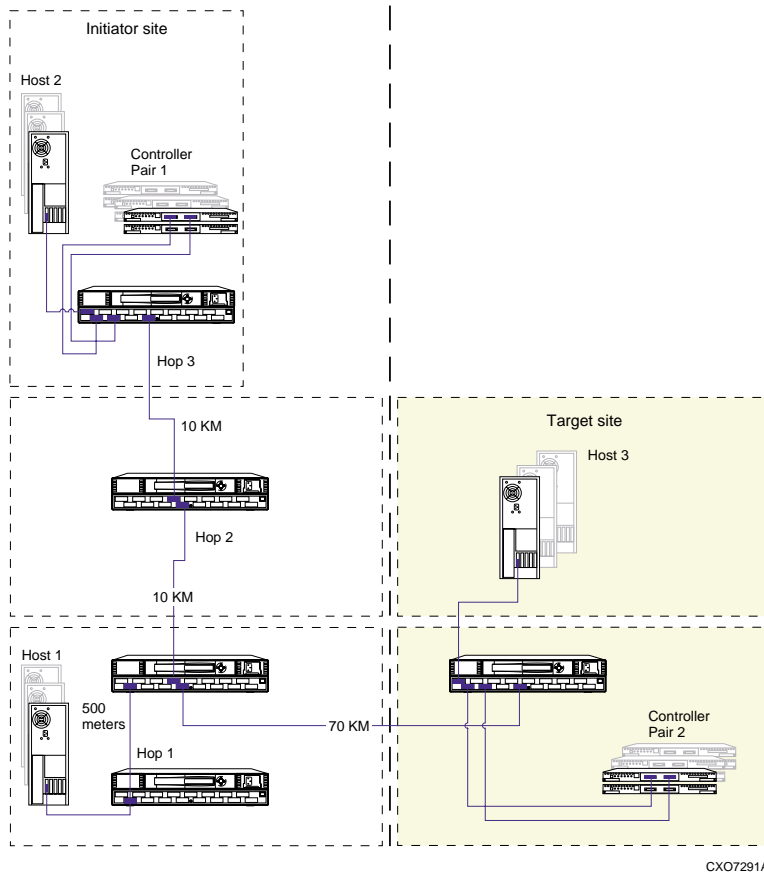 Initiator site
Host 2
Controller
Pair 1
Hop 3
10 KM
Target site
Host 3
Hop 2
10 KM
Host 1
500
meters
70 KM
Controller
Pair 2
Hop 1
CXO7291A